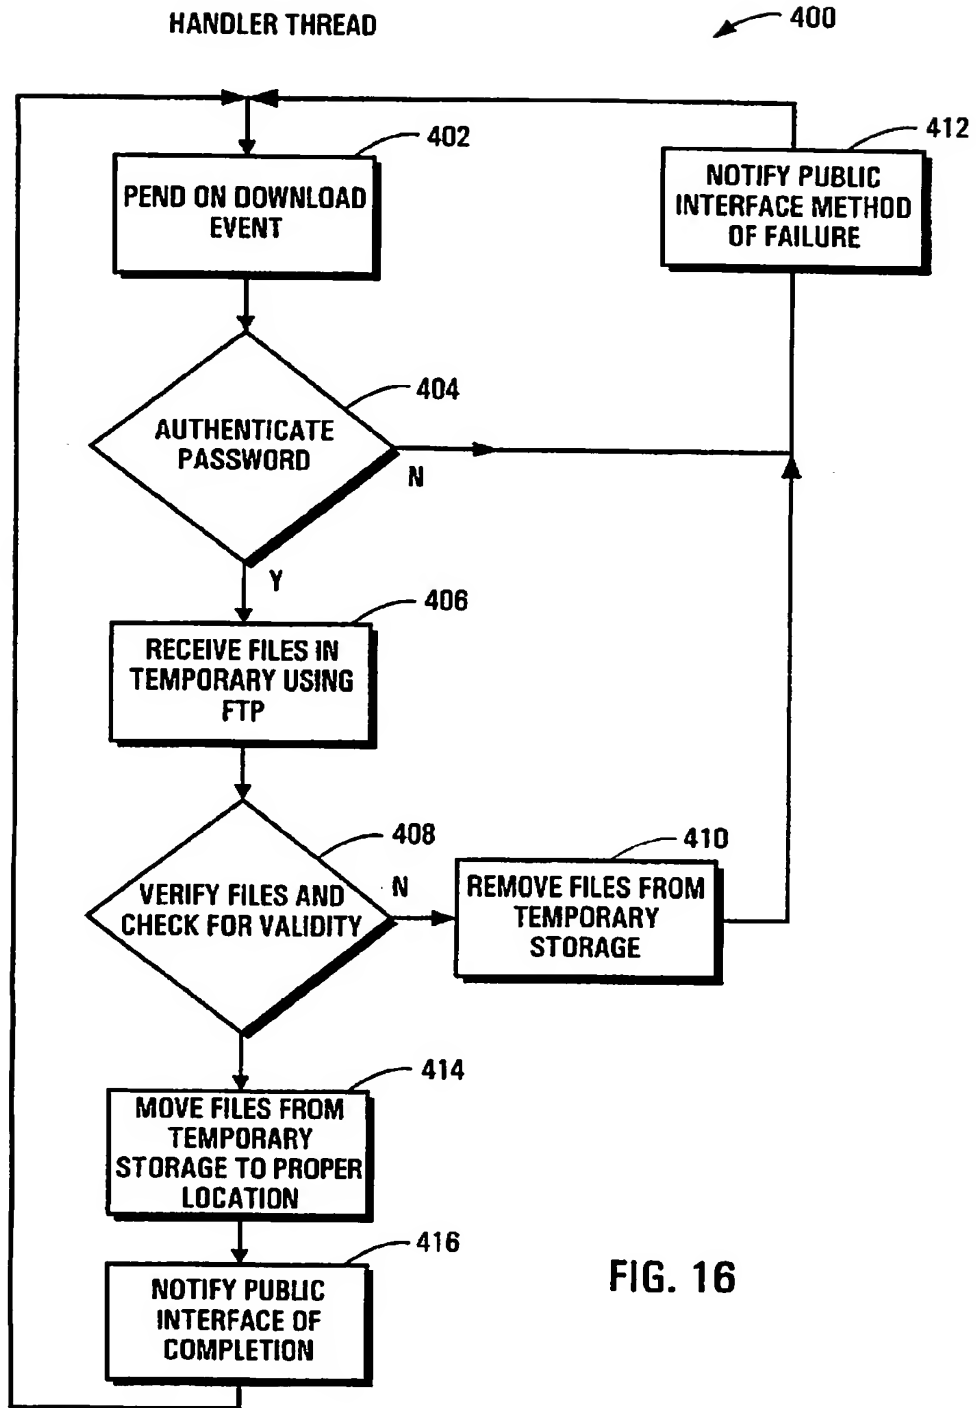 HANDLER THREAD
400
402
PEND ON DOWNLOAD
EVENT
412
NOTIFY PUBLIC
INTERFACE METHOD
OF FAILURE
404
AUTHENTICATE
PASSWORD
N
Y
406
RECEIVE FILES IN
TEMPORARY USING
FTP
408
VERIFY FILES AND
CHECK FOR VALIDITY
N
410
REMOVE FILES FROM
TEMPORARY
STORAGE
414
MOVE FILES FROM
TEMPORARY
STORAGE TO PROPER
LOCATION
416
NOTIFY PUBLIC
INTERFACE OF
COMPLETION
FIG. 16